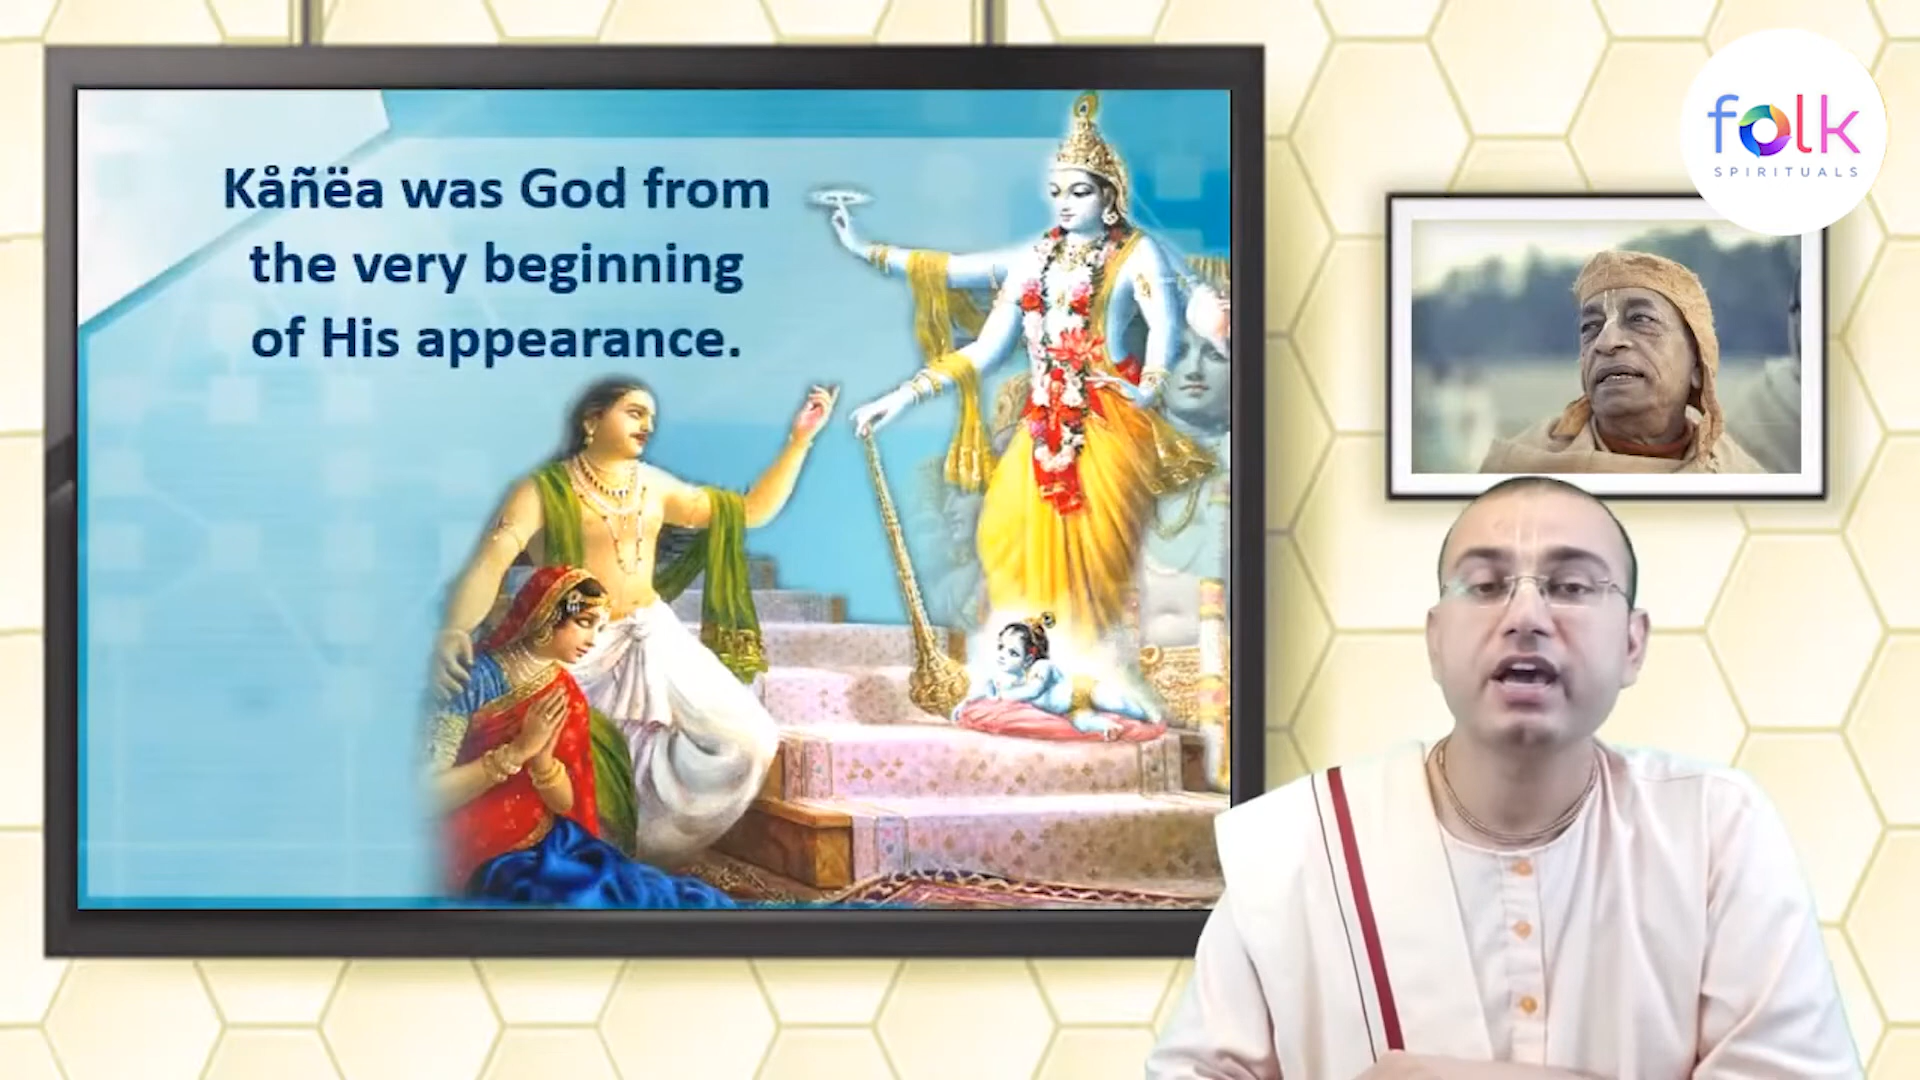 Kåñëa was God from
the very beginning
of His appearance.
folk
SPIRITUALS